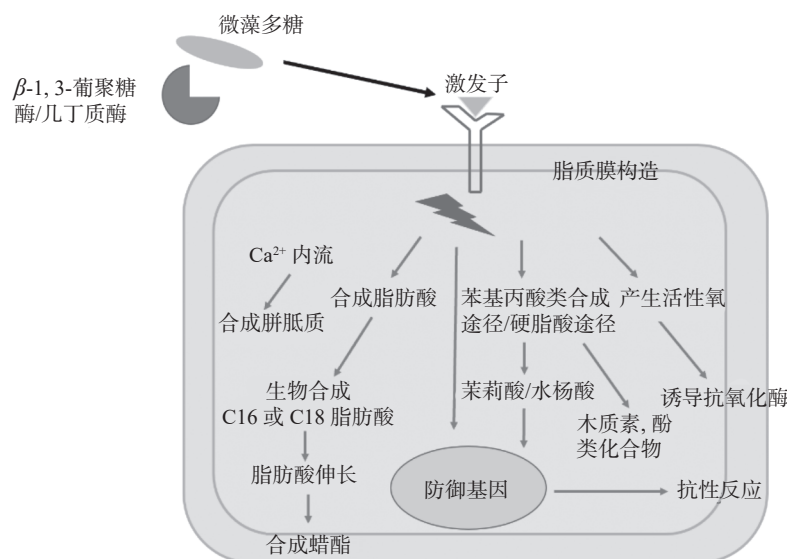 微藻多糖
β-1, 3-葡聚糖
酶/几丁质酶
激发子
脂质膜构造
Ca²⁺ 内流
合成胼胝质
合成脂肪酸
苯基丙酸类合成
途径/硬脂酸途径
产生活性氧
生物合成
C16 或 C18 脂肪酸
茉莉酸/水杨酸
木质素, 酚
类化合物
诱导抗氧化酶
脂肪酸伸长
防御基因
抗性反应
合成蜡酯